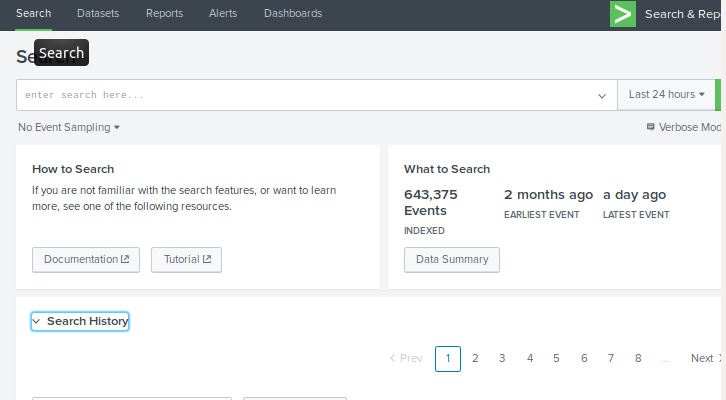 Search Datasets Reports Alerts Dashboards
> Search & Rep
Search
enter search here...
Last 24 hours
No Event Sampling
Verbose Mod
How to Search
If you are not familiar with the search features, or want to learn
more, see one of the following resources.
Documentation Tutorial
What to Search
643,375
Events
INDEXED
2 months ago
EARLIEST EVENT
a day ago
LATEST EVENT
Data Summary
Search History
Prev 1 2 3 4 5 6 7 8 ... Next